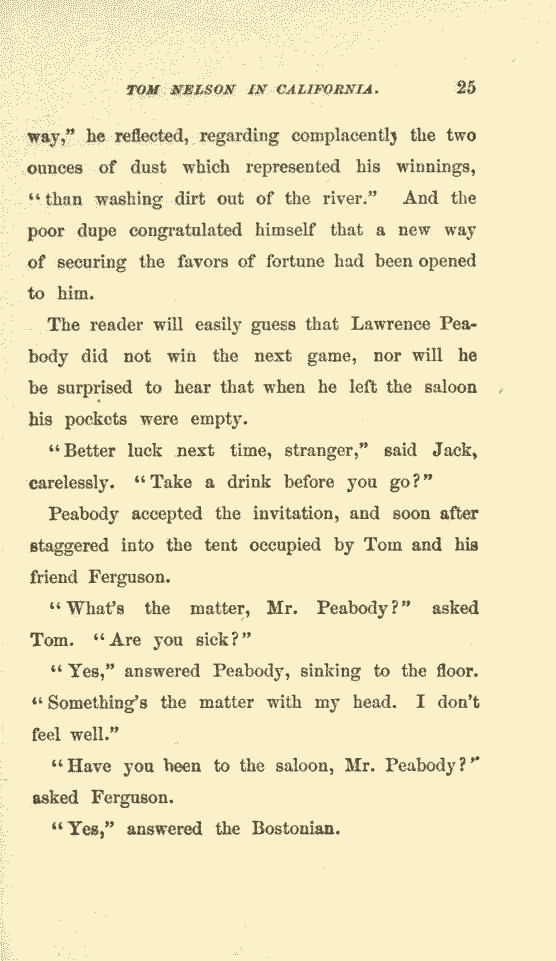 TOM NELSON IN CALIFORNIA. 25
way,” he reflected, regarding complacently the two
ounces of dust which represented his winnings,
“than washing dirt out of the river.” And the
poor dupe congratulated himself that a new way
of securing the favors of fortune had been opened
to him.
The reader will easily guess that Lawrence Pea-
body did not win the next game, nor will he
be surprised to hear that when he left the saloon
his pockets were empty.
“Better luck next time, stranger,” said Jack,
carelessly. “Take a drink before you go?”
Peabody accepted the invitation, and soon after
staggered into the tent occupied by Tom and his
friend Ferguson.
“What’s the matter, Mr. Peabody?” asked
Tom. “Are you sick?”
“Yes,” answered Peabody, sinking to the floor.
“Something’s the matter with my head. I don’t
feel well.”
“Have you been to the saloon, Mr. Peabody?”
asked Ferguson.
“Yes,” answered the Bostonian.